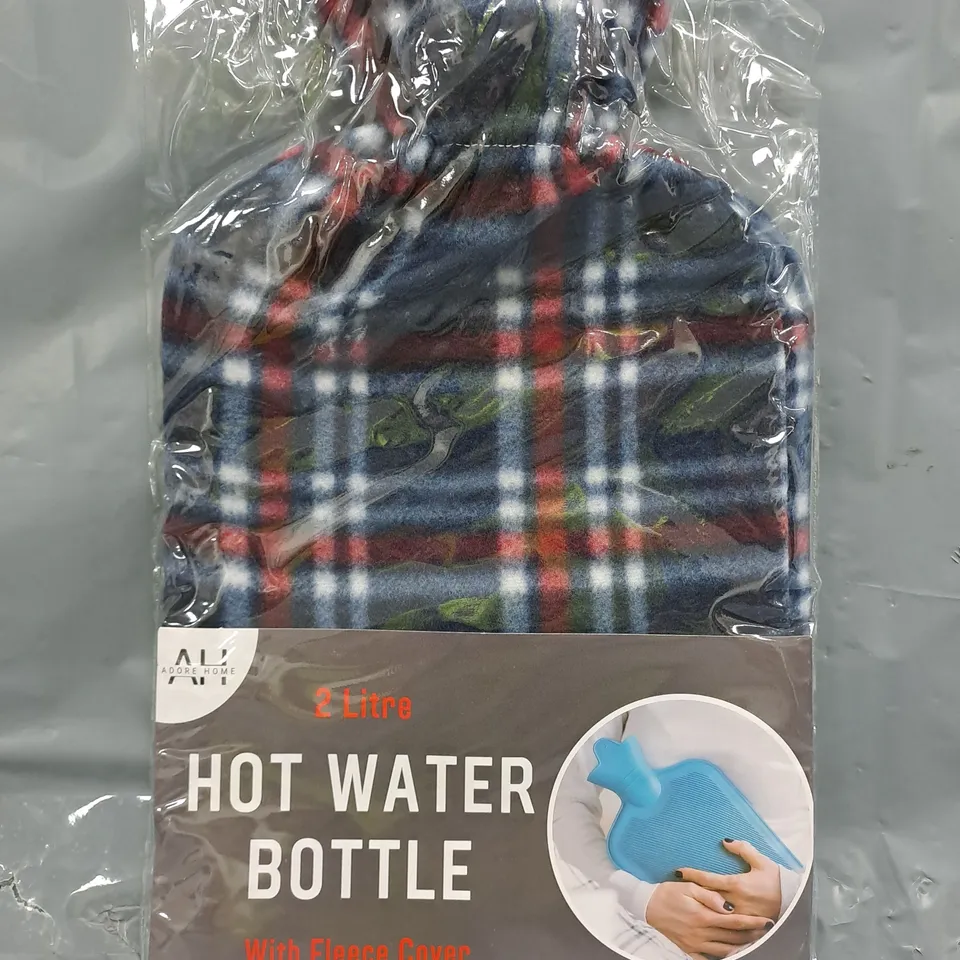 AH
ADORE HOME
2 Litre
HOT WATER
BOTTLE
With Fleece Cover